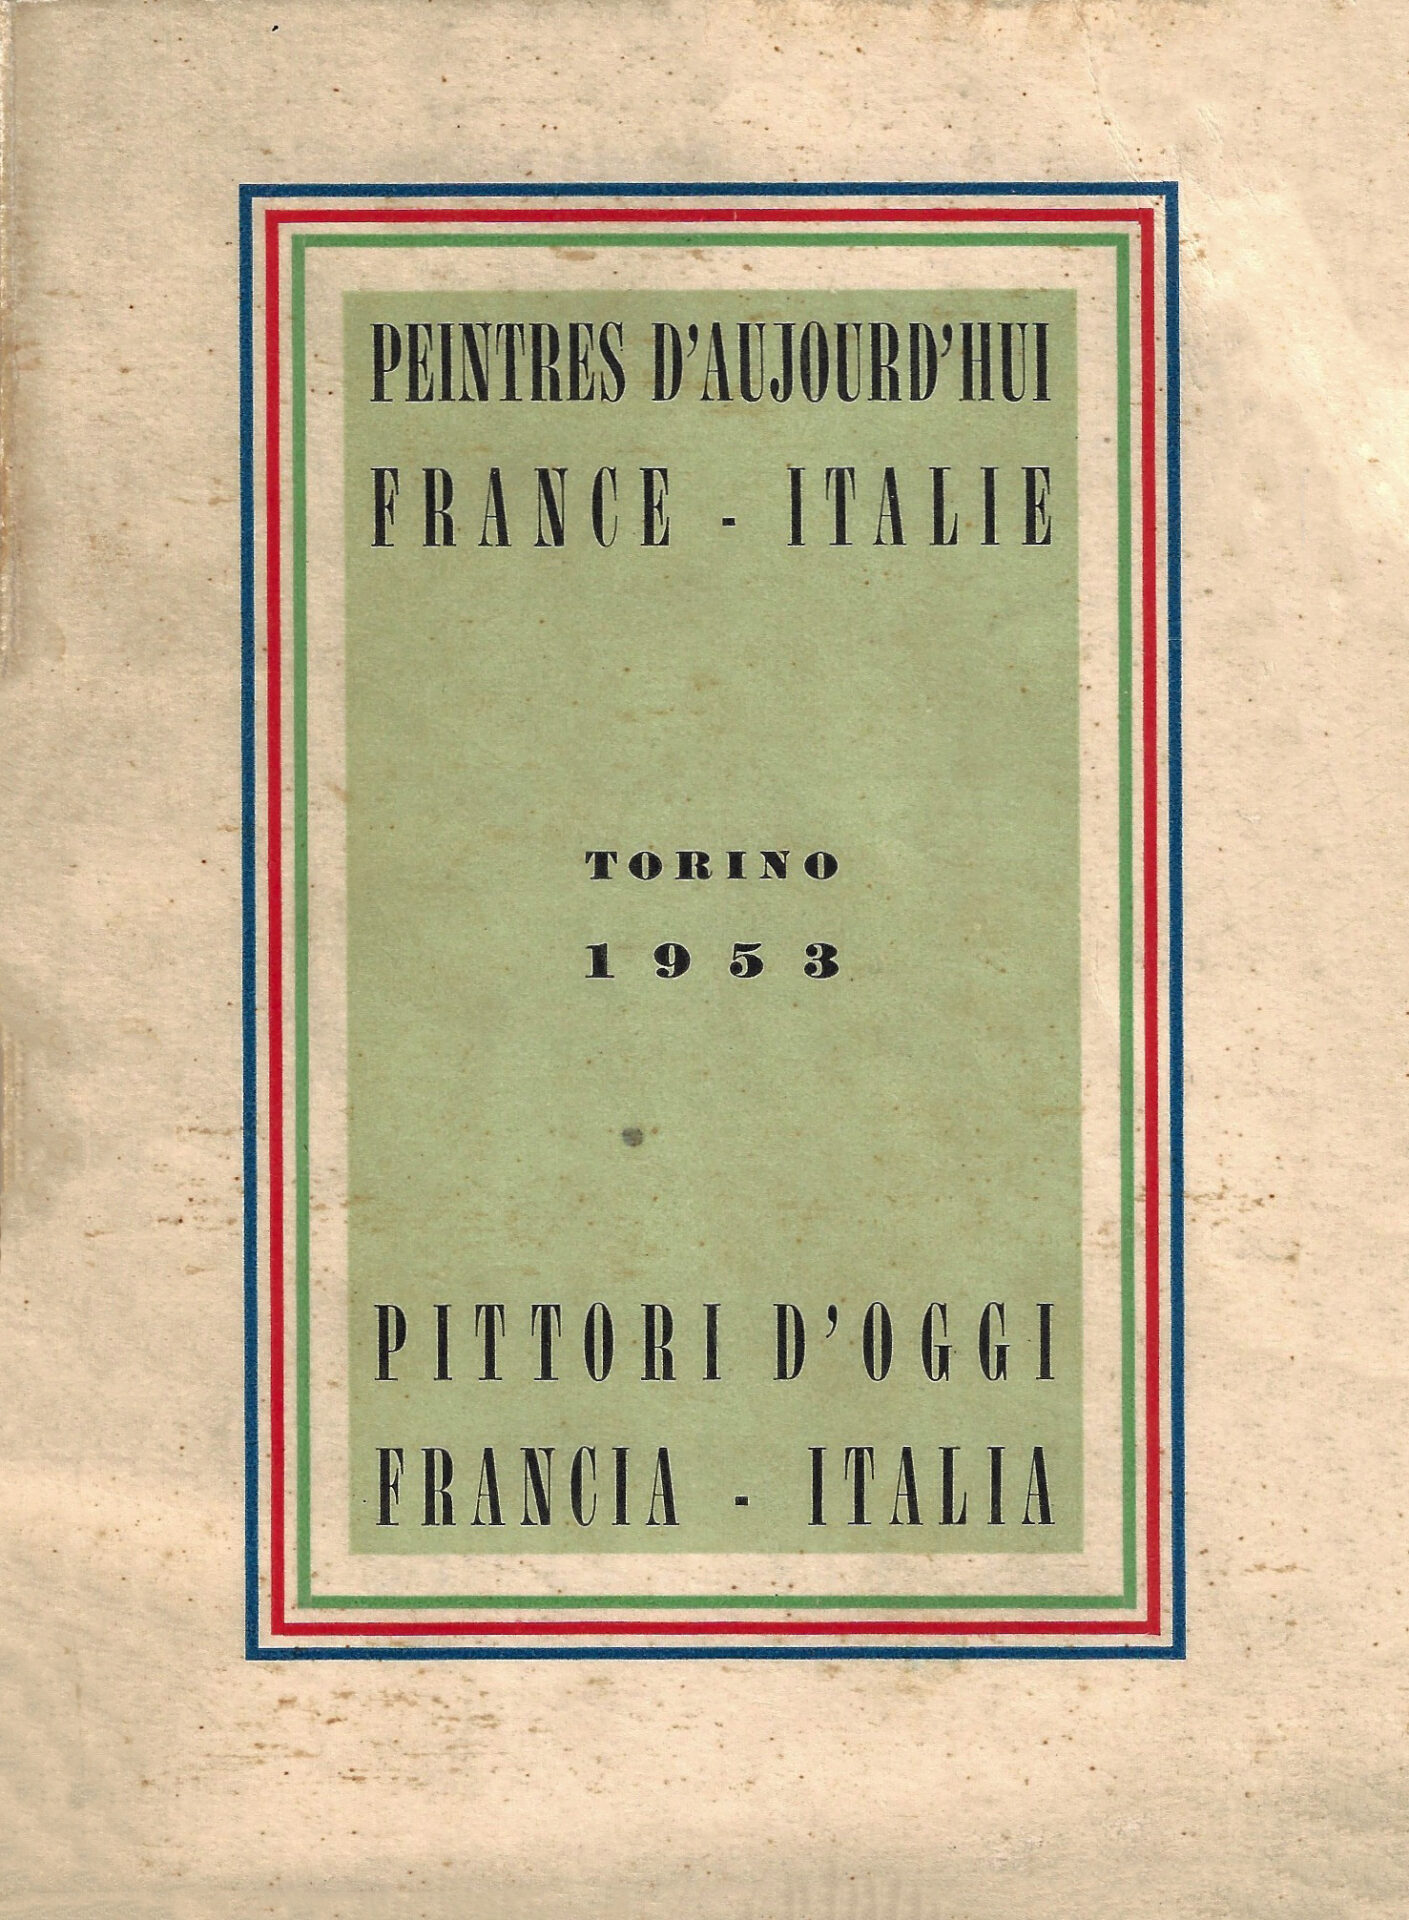 PEINTRES D'AUJOURD'HUI
FRANCE - ITALIE
TORINO
1953
PITTORI D'OGGI
FRANCIA - ITALIA